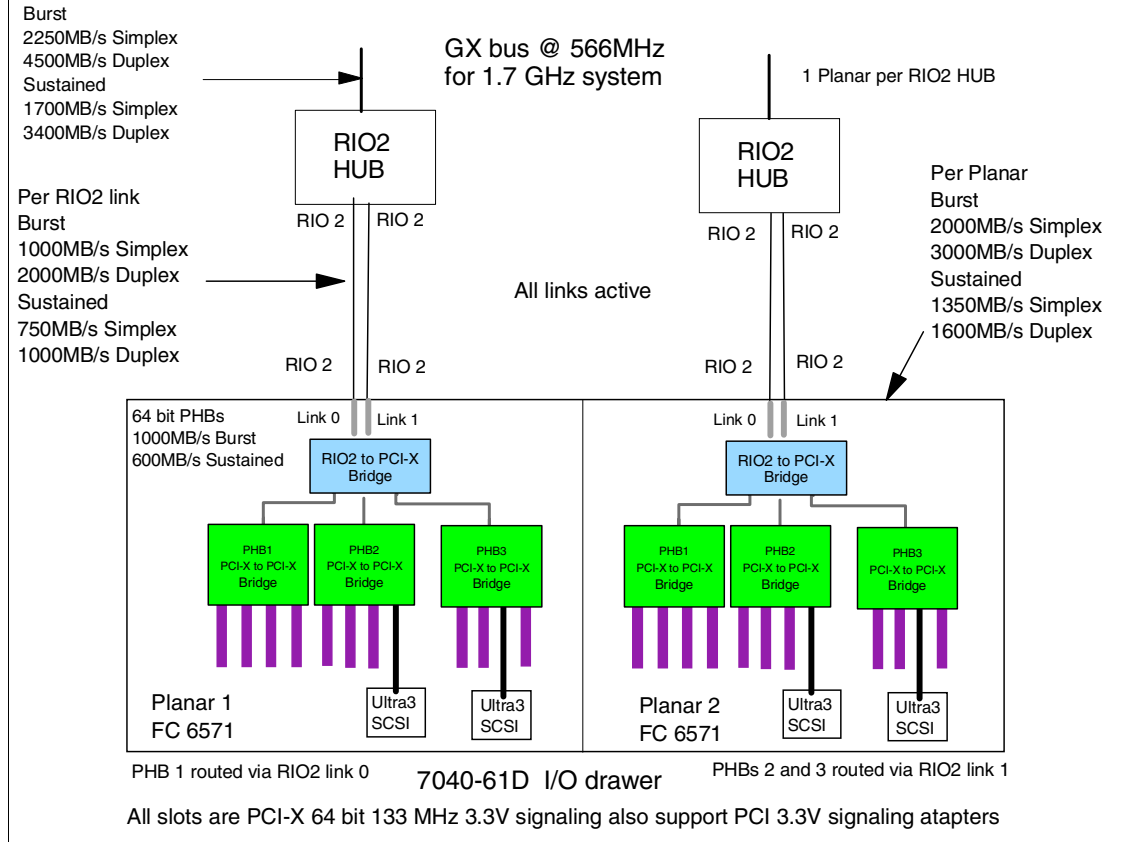 Burst
2250MB/s Simplex
4500MB/s Duplex
Sustained
1700MB/s Simplex
3400MB/s Duplex
GX bus @ 566MHz
for 1.7 GHz system
1 Planar per RIO2 HUB
RIO2
HUB
RIO2
HUB
Per RIO2 link
Burst
1000MB/s Simplex
2000MB/s Duplex
Sustained
750MB/s Simplex
1000MB/s Duplex
RIO 2
RIO 2
RIO 2
RIO 2
Per Planar
Burst
2000MB/s Simplex
3000MB/s Duplex
Sustained
1350MB/s Simplex
1600MB/s Duplex
All links active
RIO 2
RIO 2
RIO 2
RIO 2
64 bit PHBs
1000MB/s Burst
600MB/s Sustained
Link 0
Link 1
RIO2 to PCI-X
Bridge
PHB1
PCI-X to PCI-X
Bridge
PHB2
PCI-X to PCI-X
Bridge
PHB3
PCI-X to PCI-X
Bridge
Planar 1
FC 6571
Ultra3
SCSI
Ultra3
SCSI
Link 0
Link 1
RIO2 to PCI-X
Bridge
PHB1
PCI-X to PCI-X
Bridge
PHB2
PCI-X to PCI-X
Bridge
PHB3
PCI-X to PCI-X
Bridge
Planar 2
FC 6571
Ultra3
SCSI
Ultra3
SCSI
PHB 1 routed via RIO2 link 0
7040-61D I/O drawer
PHBs 2 and 3 routed via RIO2 link 1
All slots are PCI-X 64 bit 133 MHz 3.3V signaling also support PCI 3.3V signaling atapters